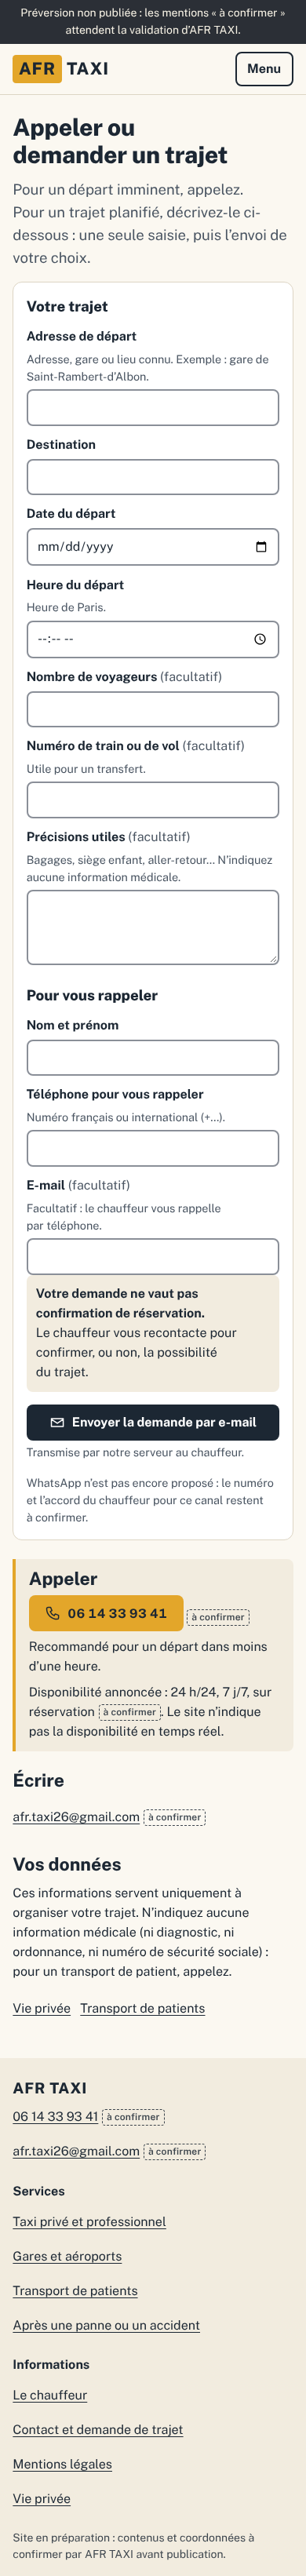 Préversion non publiée : les mentions « à confirmer »
attendent la validation d'AFR TAXI.
AFR TAXI
Menu
Appeler ou
demander un trajet
Pour un départ imminent, appelez.
Pour un trajet planifié, décrivez-le ci-
dessous : une seule saisie, puis l'envoi de
votre choix.
Votre trajet
Adresse de départ
Adresse, gare ou lieu connu. Exemple : gare de
Saint-Rambert-d'Albon.
Destination
Date du départ
mm/dd/yyyy
Heure du départ
Heure de Paris.
--:-- --
Nombre de voyageurs (facultatif)
Numéro de train ou de vol (facultatif)
Utile pour un transfert.
Précisions utiles (facultatif)
Bagages, siège enfant, aller-retour... N'indiquez
aucune information médicale.
Pour vous rappeler
Nom et prénom
Téléphone pour vous rappeler
Numéro français ou international (+...).
E-mail (facultatif)
Facultatif : le chauffeur vous rappelle
par téléphone.
Votre demande ne vaut pas
confirmation de réservation.
Le chauffeur vous recontacte pour
confirmer, ou non, la possibilité
du trajet.
Envoyer la demande par e-mail
Transmise par notre serveur au chauffeur.
WhatsApp n'est pas encore proposé : le numéro
et l'accord du chauffeur pour ce canal restent
à confirmer.
Appeler
06 14 33 93 41 à confirmer
Recommandé pour un départ dans moins
d'une heure.
Disponibilité annoncée : 24 h/24, 7 j/7, sur
réservation à confirmer. Le site n'indique
pas la disponibilité en temps réel.
Écrire
afr.taxi26@gmail.com à confirmer
Vos données
Ces informations servent uniquement à
organiser votre trajet. N'indiquez aucune
information médicale (ni diagnostic, ni
ordonnance, ni numéro de sécurité sociale) :
pour un transport de patient, appelez.
Vie privée Transport de patients
AFR TAXI
06 14 33 93 41 à confirmer
afr.taxi26@gmail.com à confirmer
Services
Taxi privé et professionnel
Gares et aéroports
Transport de patients
Après une panne ou un accident
Informations
Le chauffeur
Contact et demande de trajet
Mentions légales
Vie privée
Site en préparation : contenus et coordonnées à
confirmer par AFR TAXI avant publication.